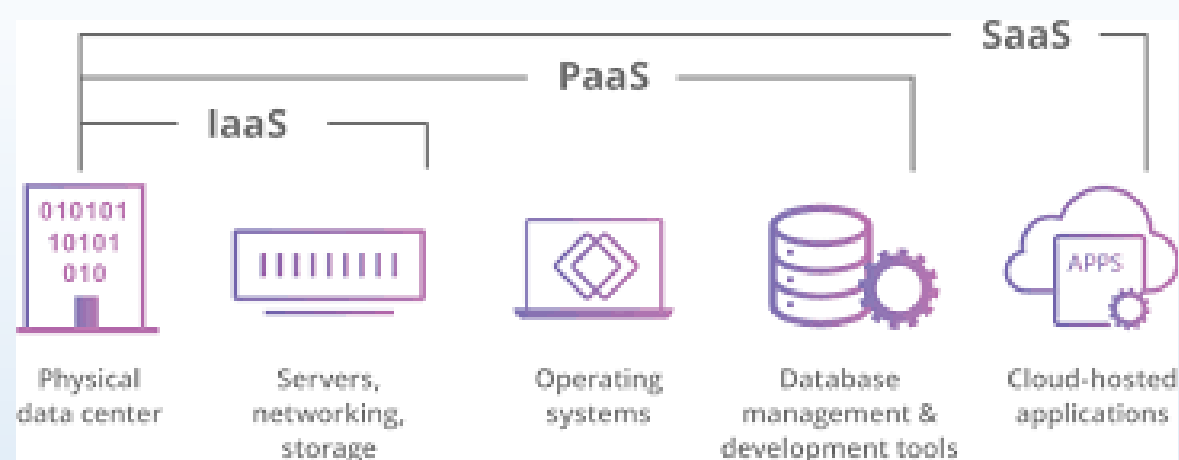 SaaS
PaaS
IaaS
010101
10101
010
APPS
Physical
data center
Servers,
networking,
storage
Operating
systems
Database
management &
development tools
Cloud-hosted
applications